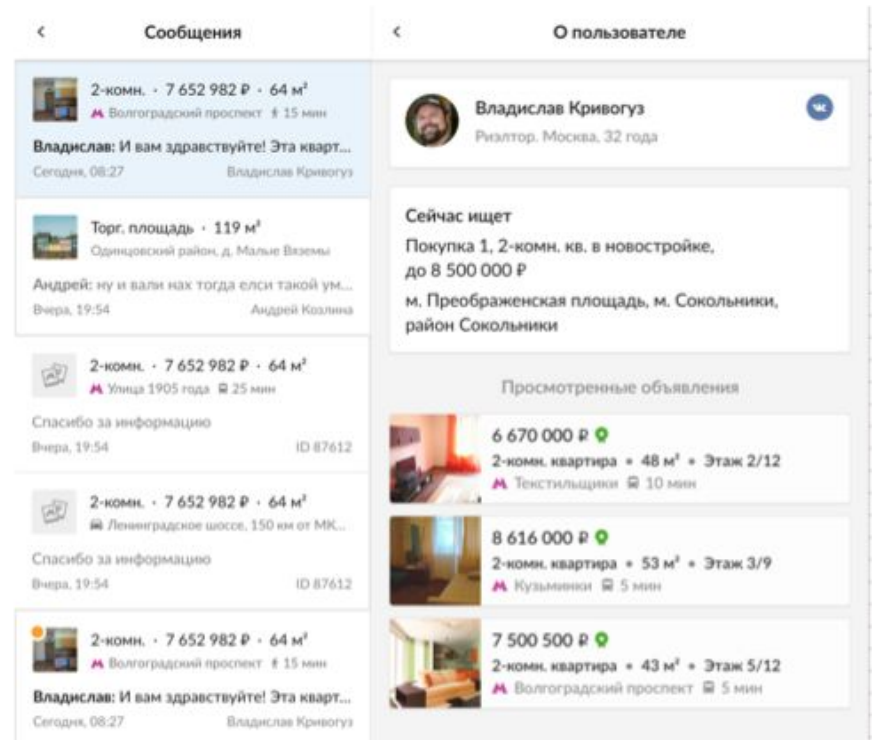 Сообщения
2-комн. · 7 652 982 ₽ · 64 м²
Волгоградский проспект 15 мин
Владислав: И вам здравствуйте! Эта кварт...
Сегодня, 08:27 Владислав Кривогуз
Торг. площадь · 119 м²
Одинцовский район, д. Малые Вяземы
Андрей: ну и вали нах тогда елси такой ум...
Вчера, 19:54 Андрей Козлина
2-комн. · 7 652 982 ₽ · 64 м²
Улица 1905 года 25 мин
Спасибо за информацию
Вчера, 19:54 ID 87612
2-комн. · 7 652 982 ₽ · 64 м²
Ленинградское шоссе, 150 км от МК...
Спасибо за информацию
Вчера, 19:54 ID 87612
2-комн. · 7 652 982 ₽ · 64 м²
Волгоградский проспект 15 мин
Владислав: И вам здравствуйте! Эта кварт...
Сегодня, 08:27 Владислав Кривогуз
О пользователе
Владислав Кривогуз
Риэлтор. Москва, 32 года
Сейчас ищет
Покупка 1, 2-комн. кв. в новостройке,
до 8 500 000 ₽
м. Преображенская площадь, м. Сокольники,
район Сокольники
Просмотренные объявления
6 670 000 ₽
2-комн. квартира • 48 м² • Этаж 2/12
Текстильщики 10 мин
8 616 000 ₽
2-комн. квартира • 53 м² • Этаж 3/9
Кузьминки 5 мин
7 500 500 ₽
2-комн. квартира • 43 м² • Этаж 5/12
Волгоградский проспект 5 мин